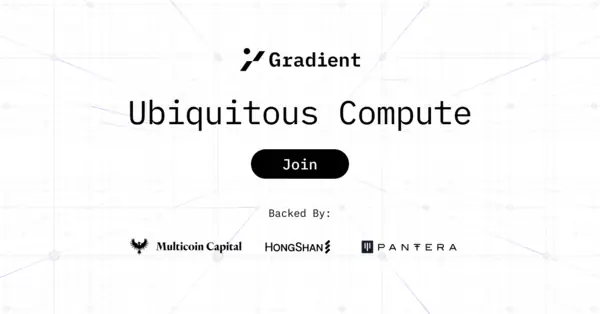 Gradient
Ubiquitous Compute
Join
Backed By:
Multicoin Capital HONGSHAN PANTERA